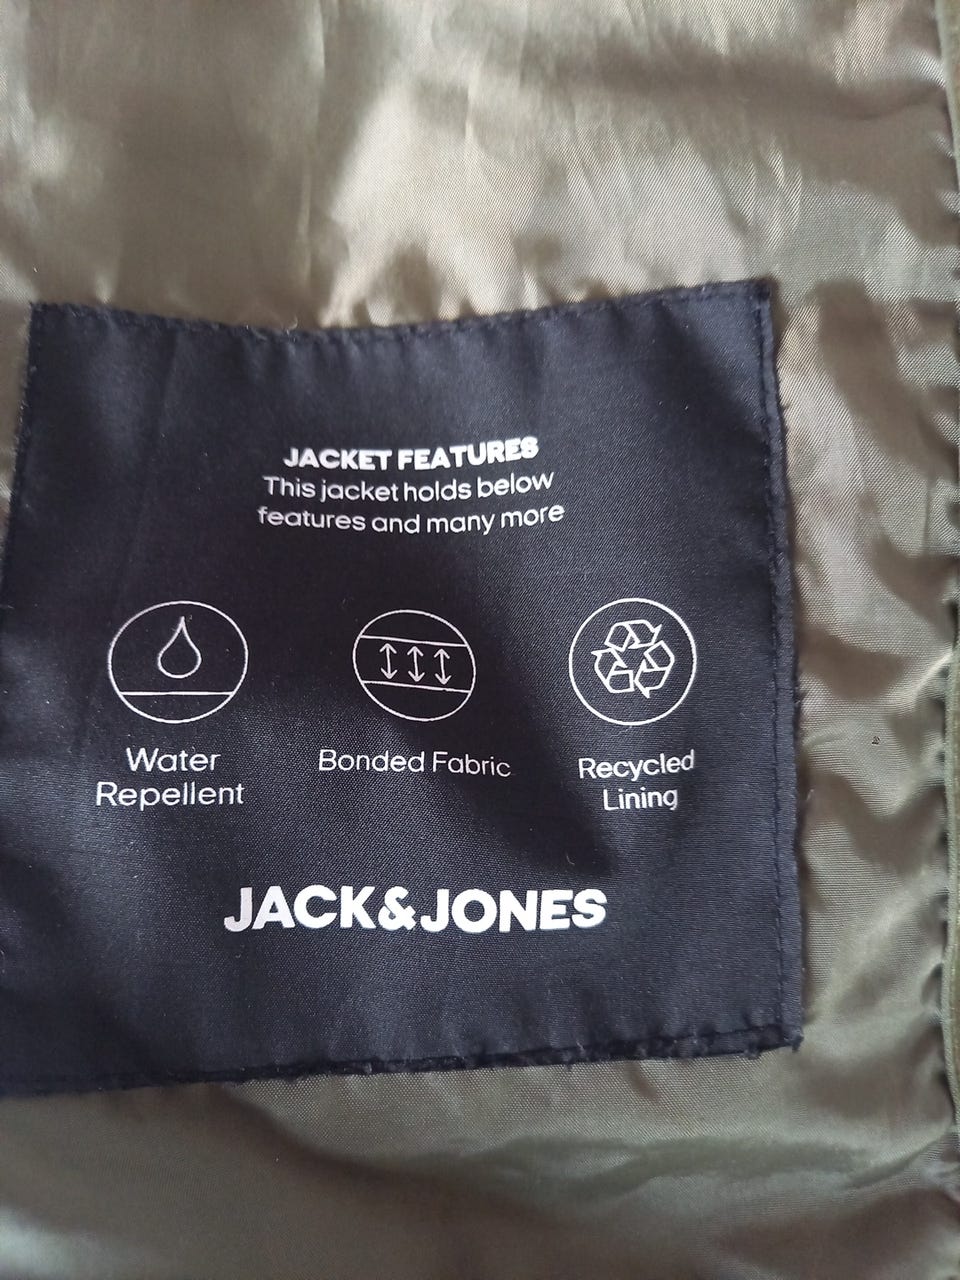 JACKET FEATURES
This jacket holds below
features and many more
Water
Repellent
Bonded Fabric
Recycled
Lining
JACK&JONES